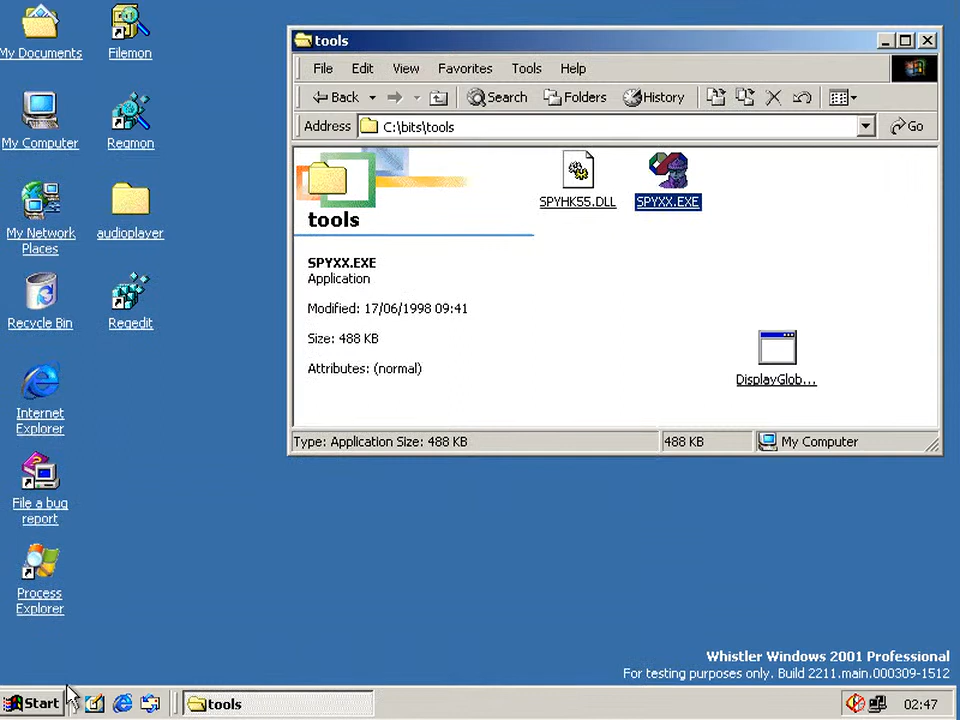 My Documents
Filemon
My Computer
Regmon
My Network
Places
audioplayer
Recycle Bin
Regedit
Internet
Explorer
File a bug
report
Process
Explorer
tools
File Edit View Favorites Tools Help
Back Search Folders History
Address C:\bits\tools Go
tools
SPYXX.EXE
Application
Modified: 17/06/1998 09:41
Size: 488 KB
Attributes: (normal)
SPYHK55.DLL
SPYXX.EXE
DisplayGlob...
Type: Application Size: 488 KB 488 KB My Computer
Whistler Windows 2001 Professional
For testing purposes only. Build 2211.main.000309-1512
Start tools 02:47